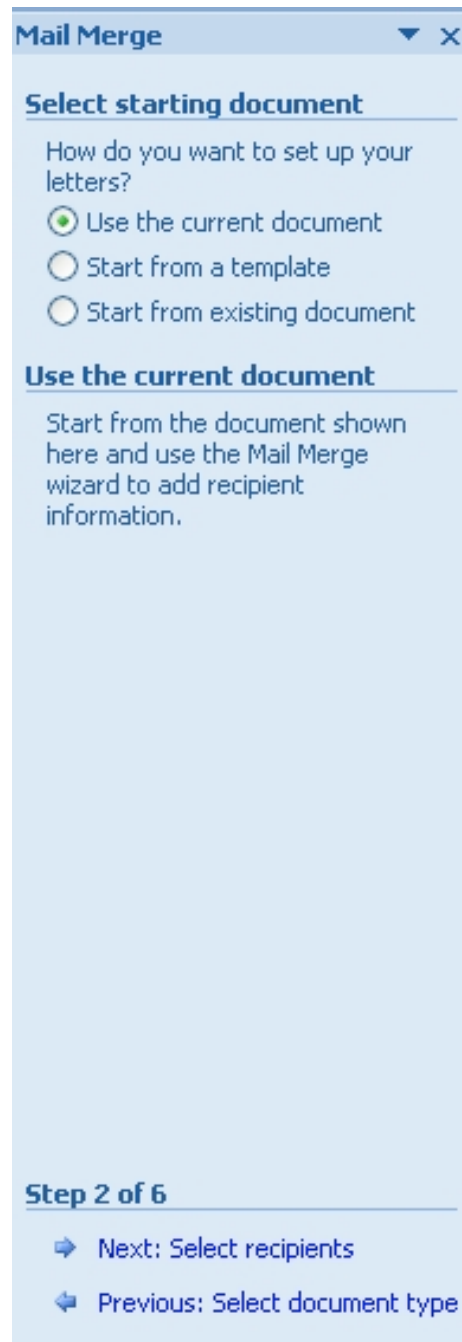 Mail Merge
Select starting document
How do you want to set up your
letters?
Use the current document
Start from a template
Start from existing document
Use the current document
Start from the document shown
here and use the Mail Merge
wizard to add recipient
information.
Step 2 of 6
Next: Select recipients
Previous: Select document type